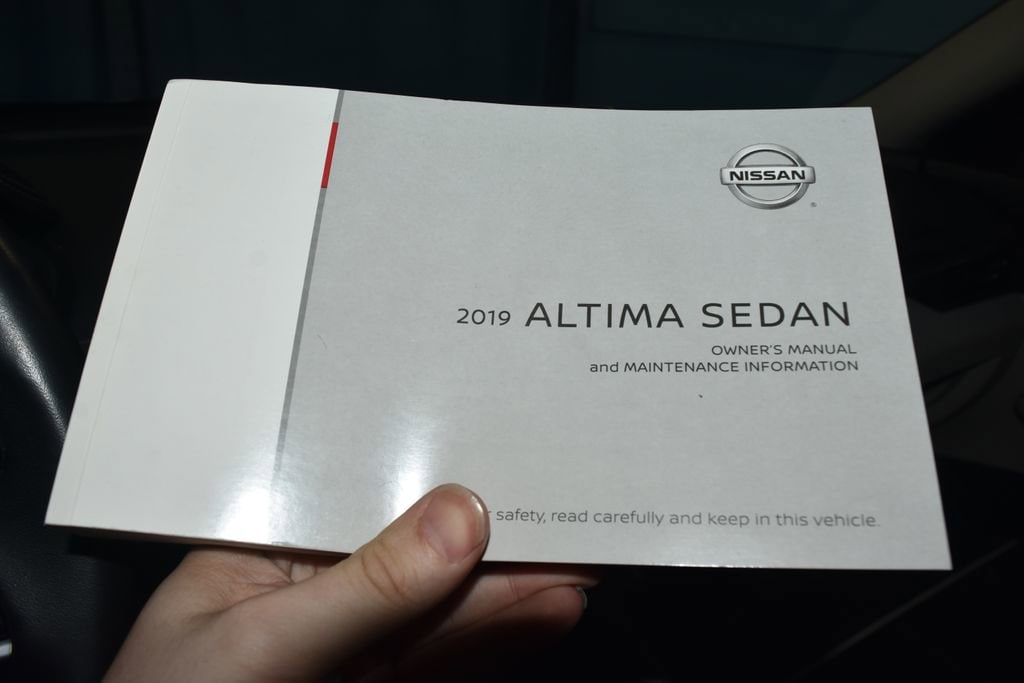 NISSAN
®
2019 ALTIMA SEDAN
OWNER'S MANUAL
and MAINTENANCE INFORMATION
safety, read carefully and keep in this vehicle.